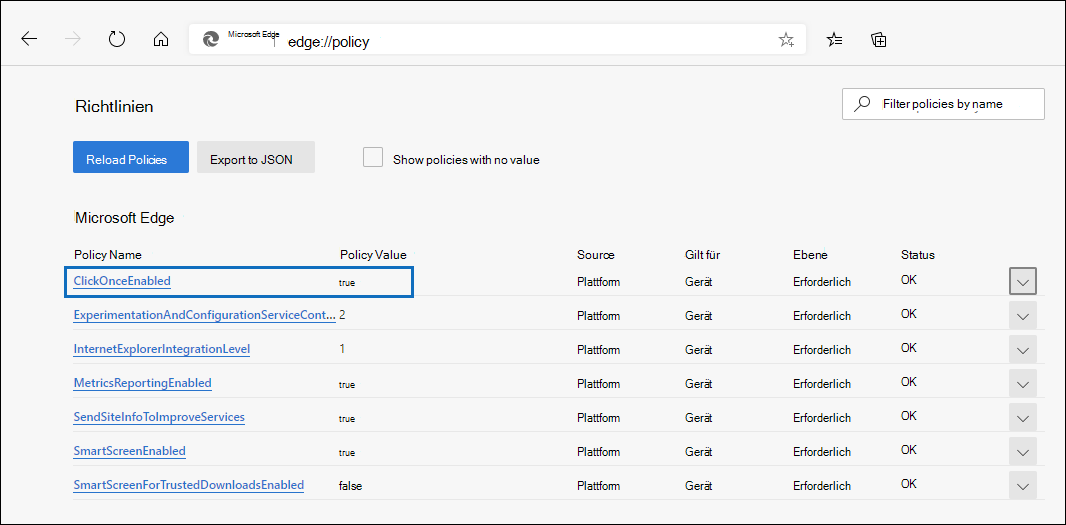 Microsoft Edge edge://policy
Richtlinien
Filter policies by name
Reload Policies Export to JSON Show policies with no value
Microsoft Edge
Policy Name Policy Value Source Gilt für Ebene Status
ClickOnceEnabled true Plattform Gerät Erforderlich OK
ExperimentationAndConfigurationServiceCont... 2 Plattform Gerät Erforderlich OK
InternetExplorerIntegrationLevel 1 Plattform Gerät Erforderlich OK
MetricsReportingEnabled true Plattform Gerät Erforderlich OK
SendSiteInfoToImproveServices true Plattform Gerät Erforderlich OK
SmartScreenEnabled true Plattform Gerät Erforderlich OK
SmartScreenForTrustedDownloadsEnabled false Plattform Gerät Erforderlich OK